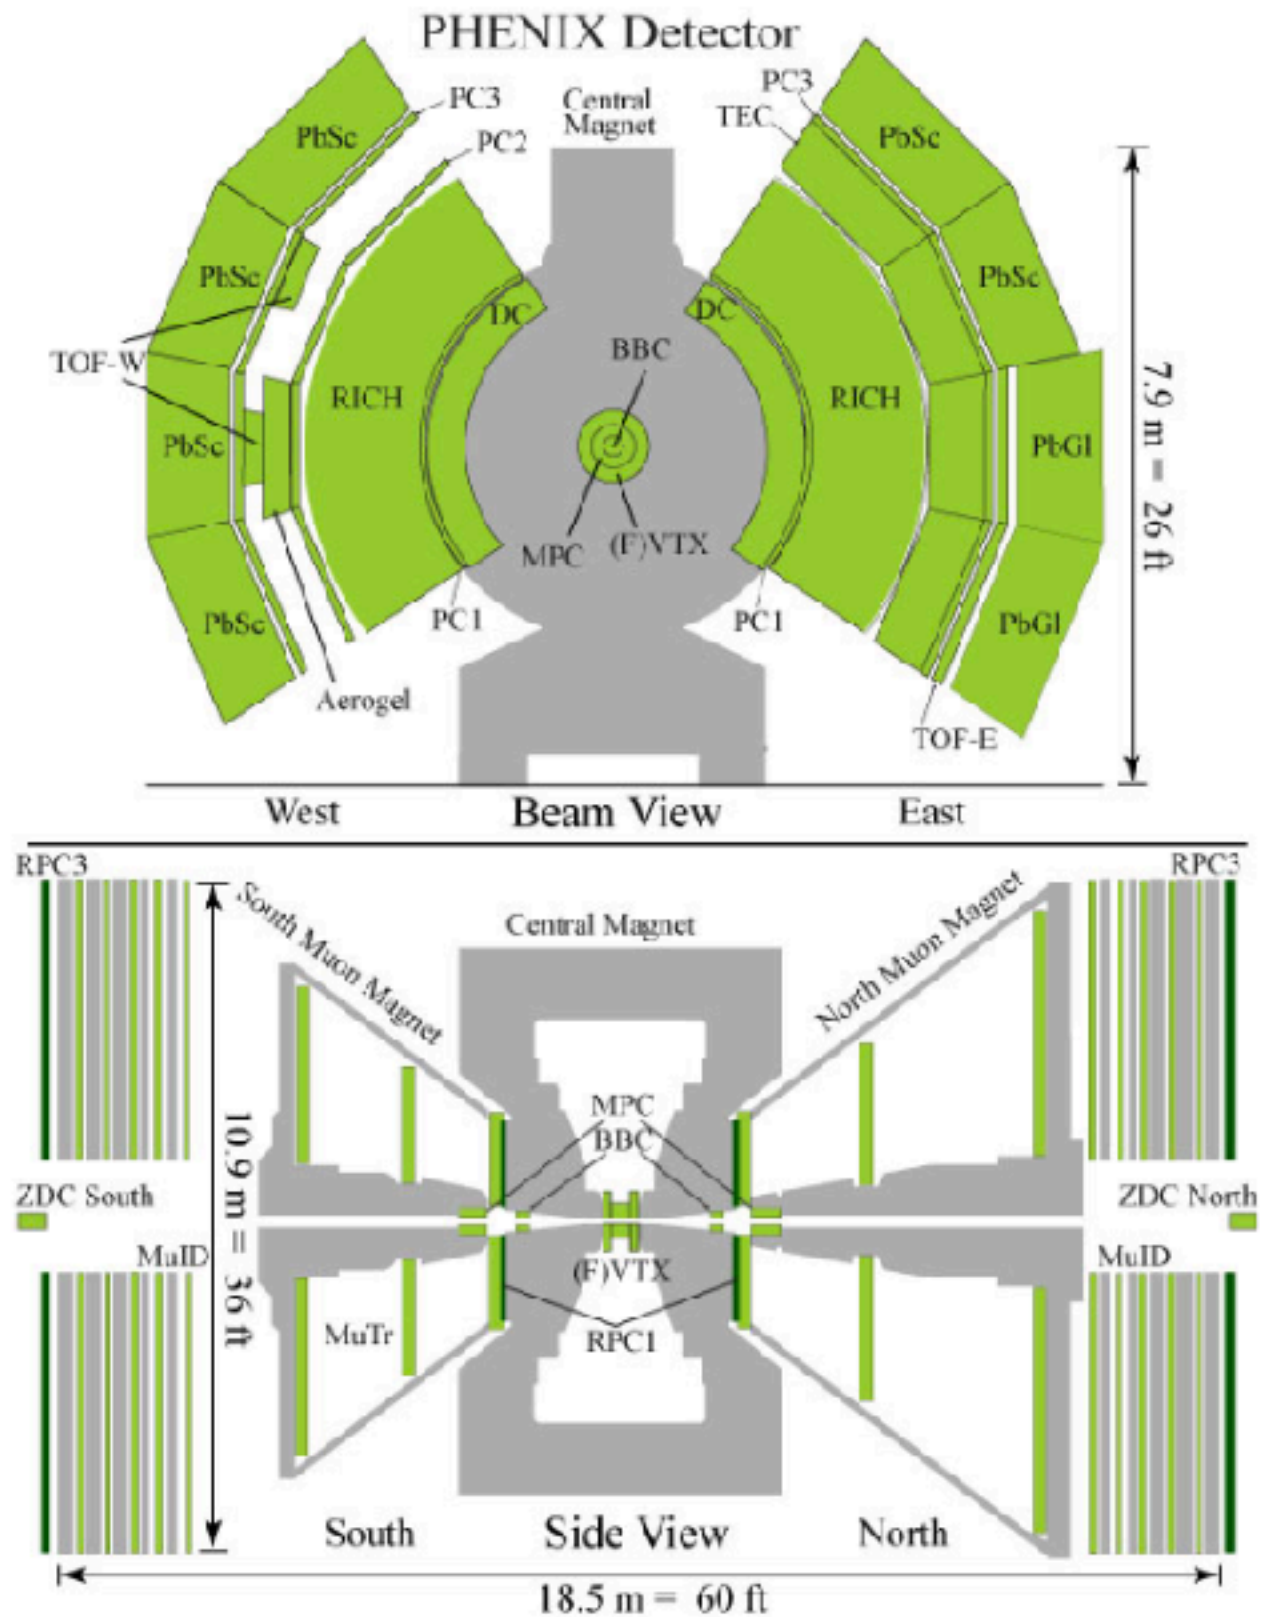 PHENIX Detector
PC3
PC3
Central
Magnet
TEC
PC2
PbSc
PbSc
PbSc
PbSc
DC
DC
BBC
TOF-W
RICH
RICH
7.9 m = 26 ft
PbSc
PbGl
MPC
(F)VTX
PC1
PC1
PbSc
PbGl
Aerogel
TOF-E
West
Beam View
East
RPC3
RPC3
South Muon Magnet
Central Magnet
North Muon Magnet
MPC
BBC
10.9 m = 36 ft
ZDC South
ZDC North
MuID
MuID
(F)VTX
MuTr
RPC1
South
Side View
North
18.5 m = 60 ft